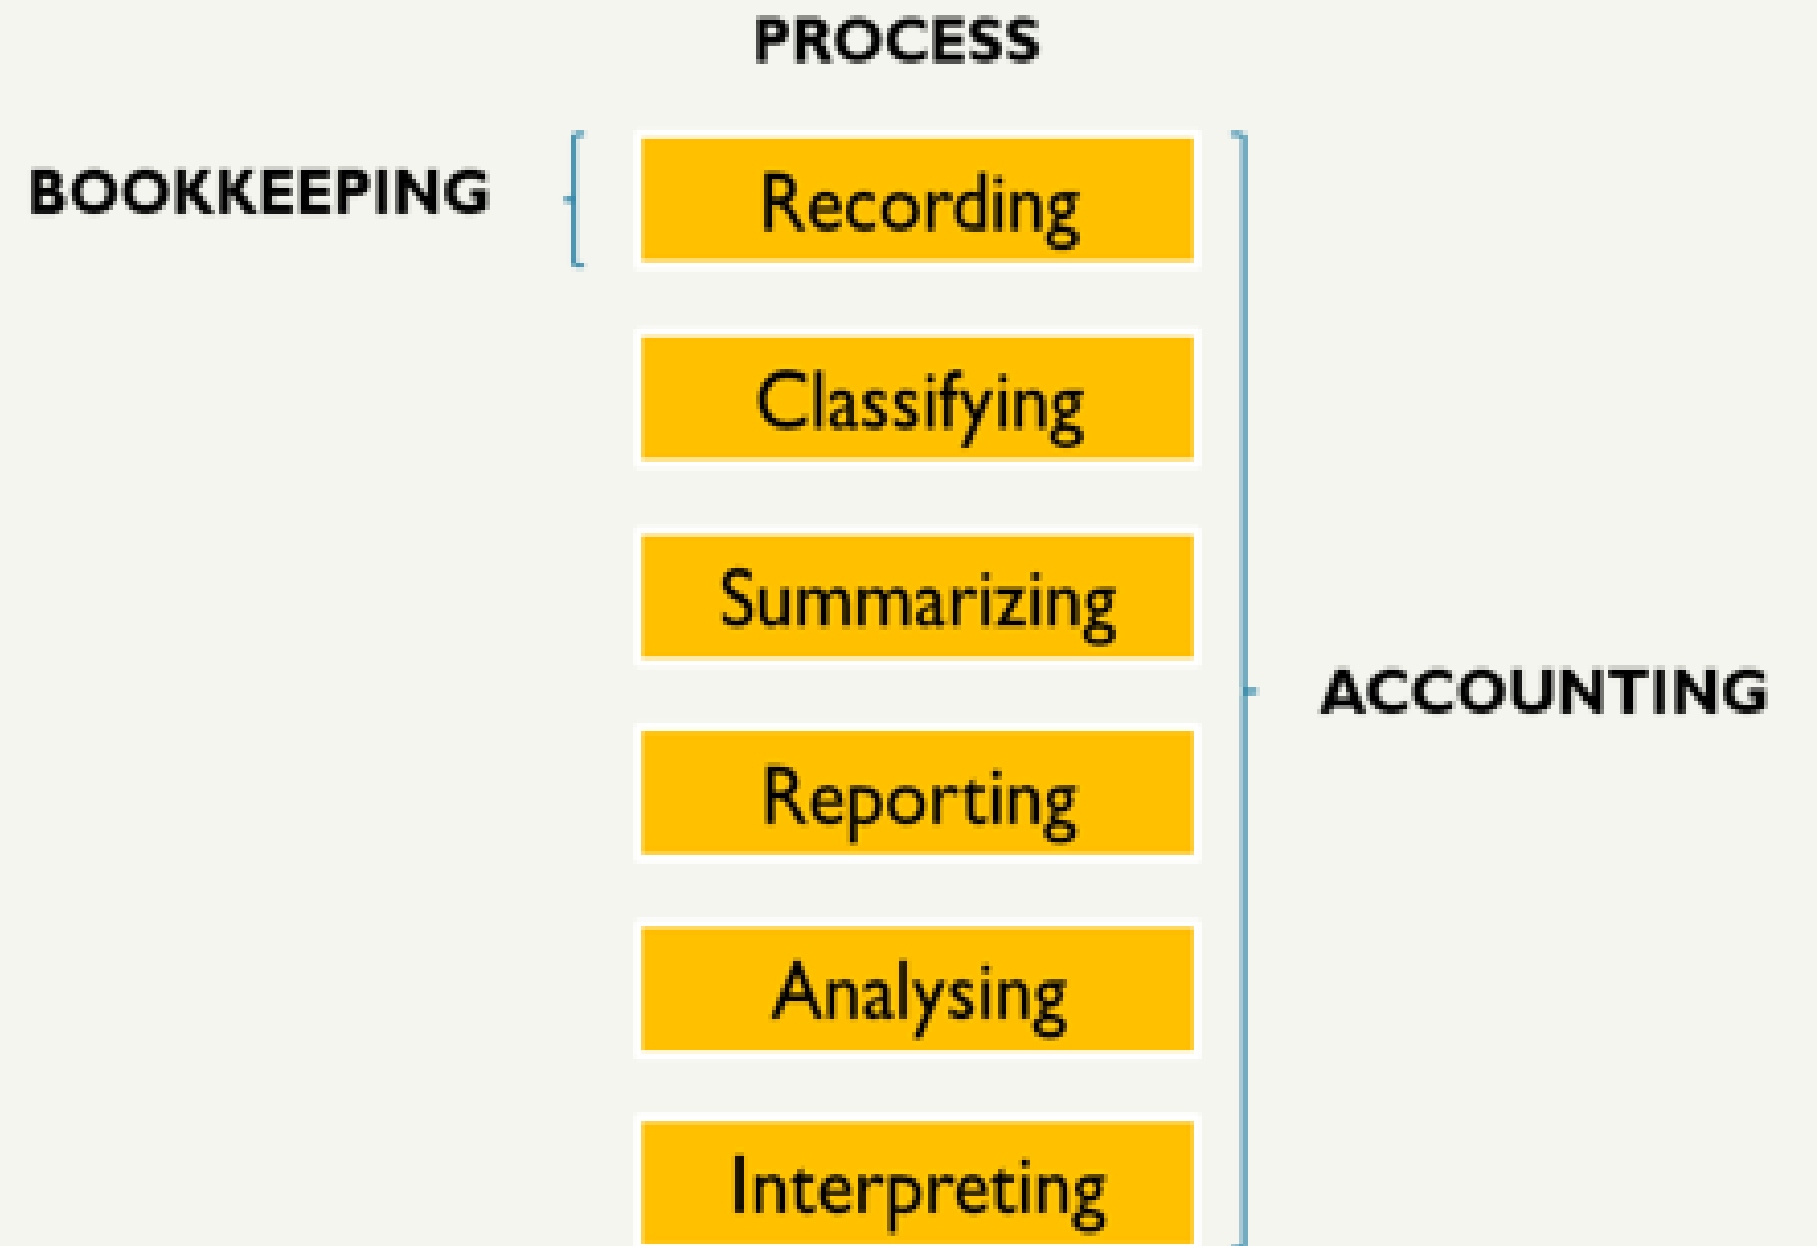 PROCESS
BOOKKEEPING
Recording
Classifying
Summarizing
Reporting
ACCOUNTING
Analysing
Interpreting